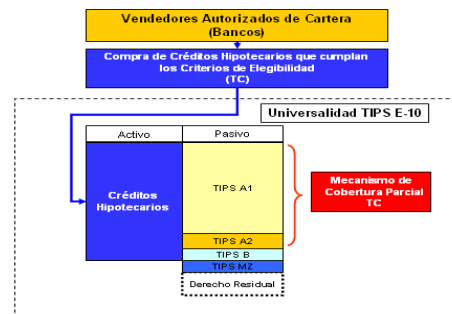 Vendedores Autorizados de Cartera
(Bancos)
Compra de Créditos Hipotecarios que cumplan
los Criterios de Elegibilidad
(TC)
Universalidad TIPS E-10
Activo
Pasivo
Créditos
Hipotecarios
TIPS A1
TIPS A2
TIPS B
TIPS MZ
Derecho Residual
Mecanismo de
Cobertura Parcial
TC